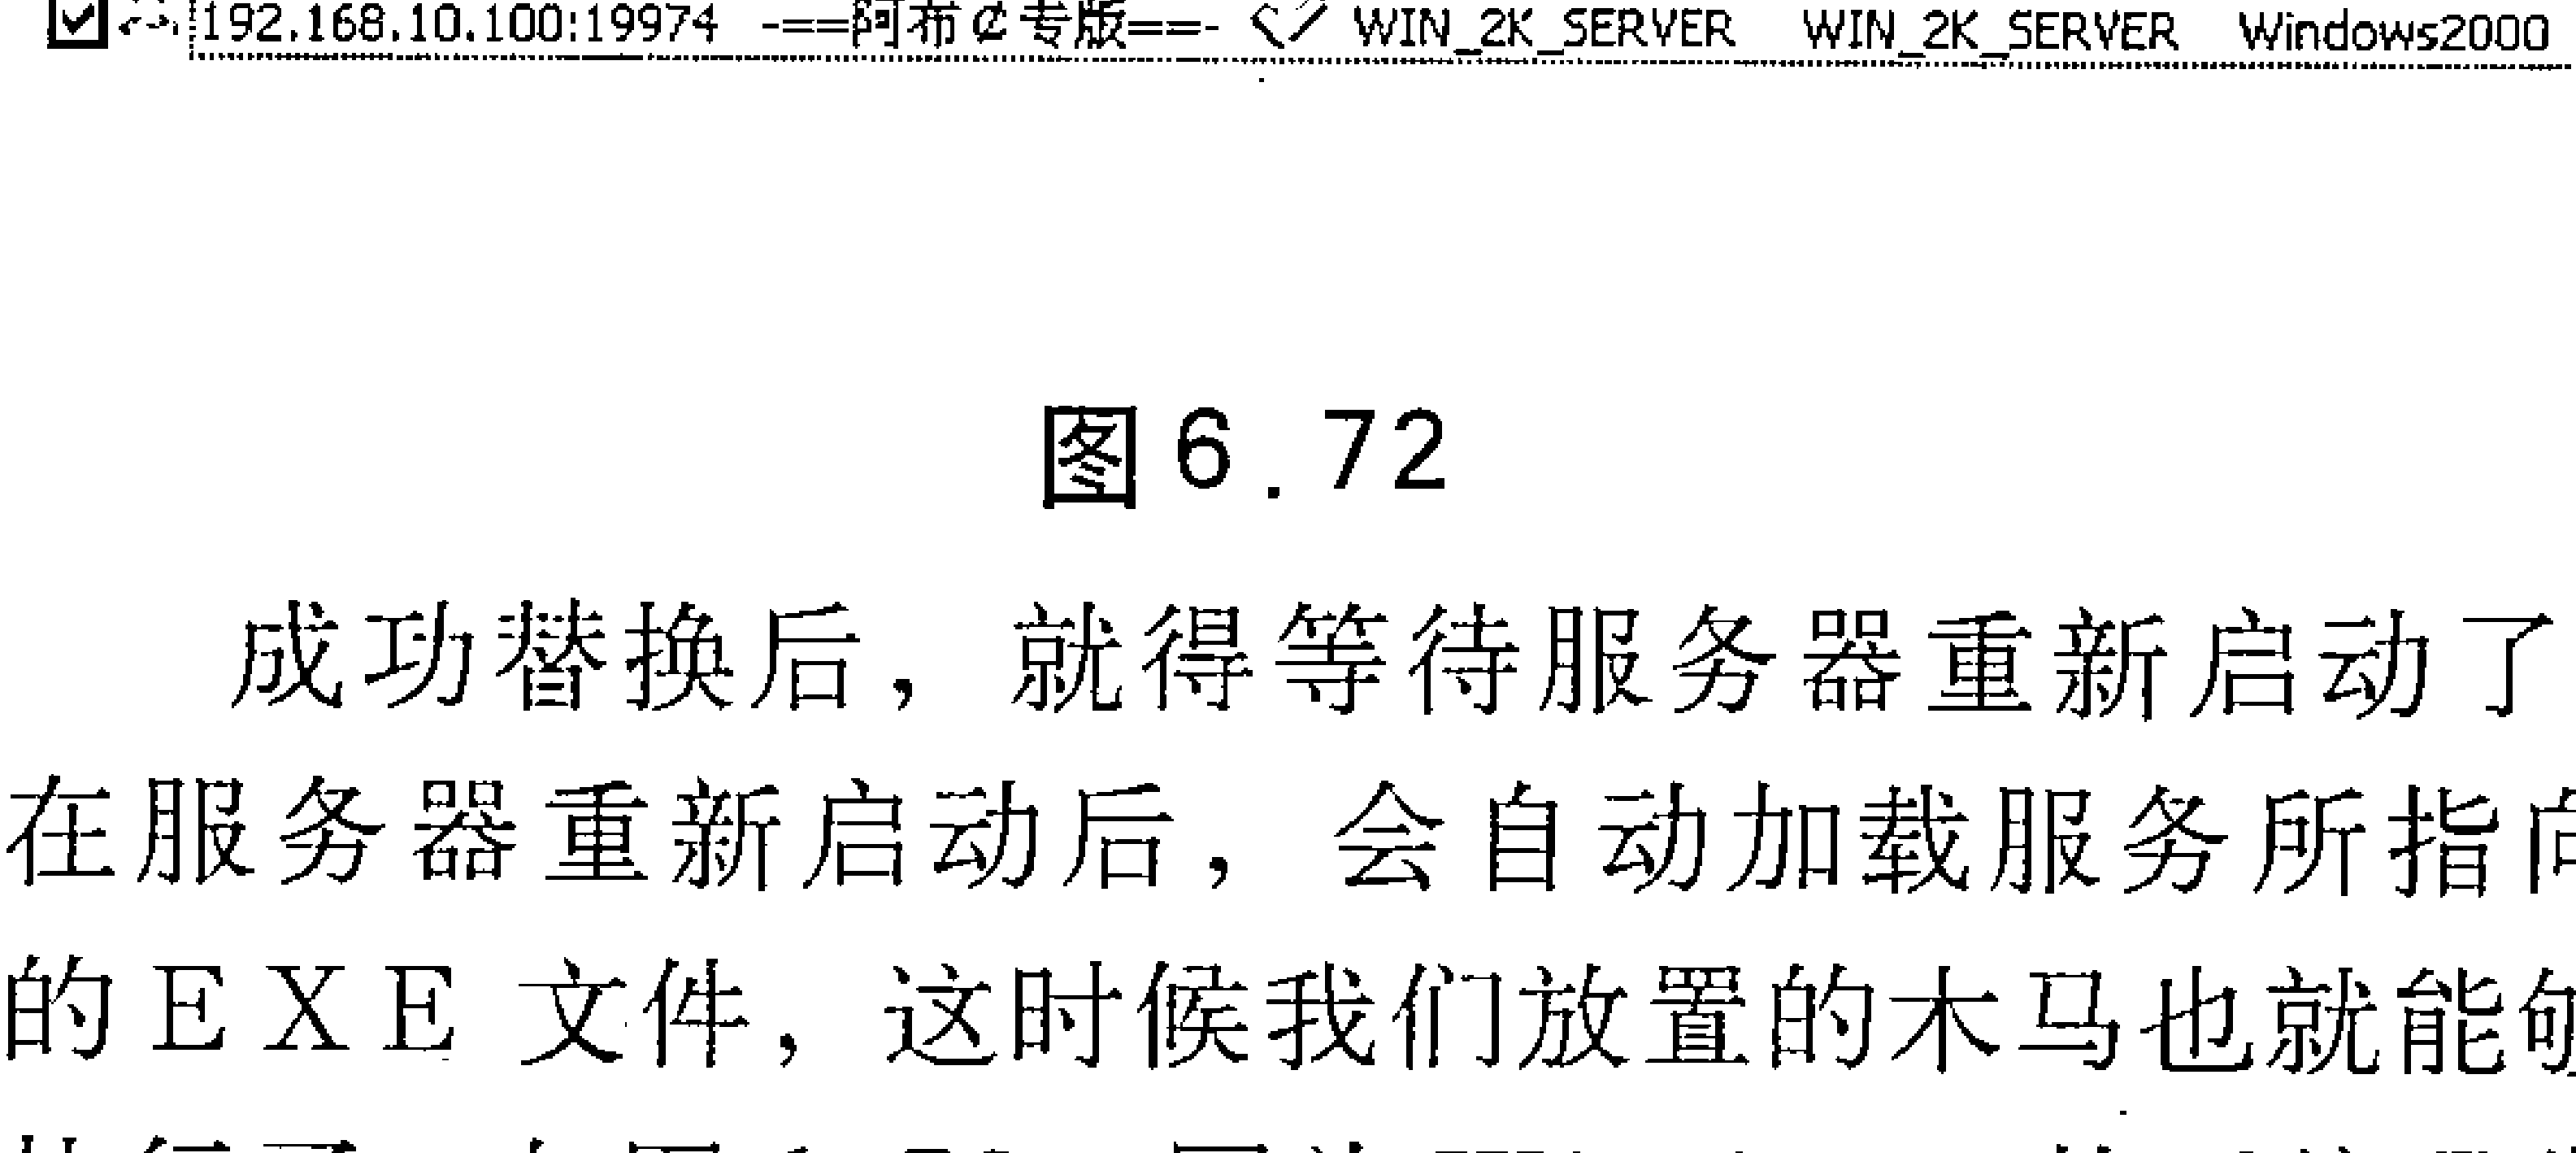 192.168.10.100:19974 -==阿布₡专版==- WIN_2K_SERVER WIN_2K_SERVER Windows2000
图6.72
成功替换后，就得等待服务器重新启动了
在服务器重新启动后，会自动加载服务所指向
的EXE文件，这时候我们放置的木马也就能够